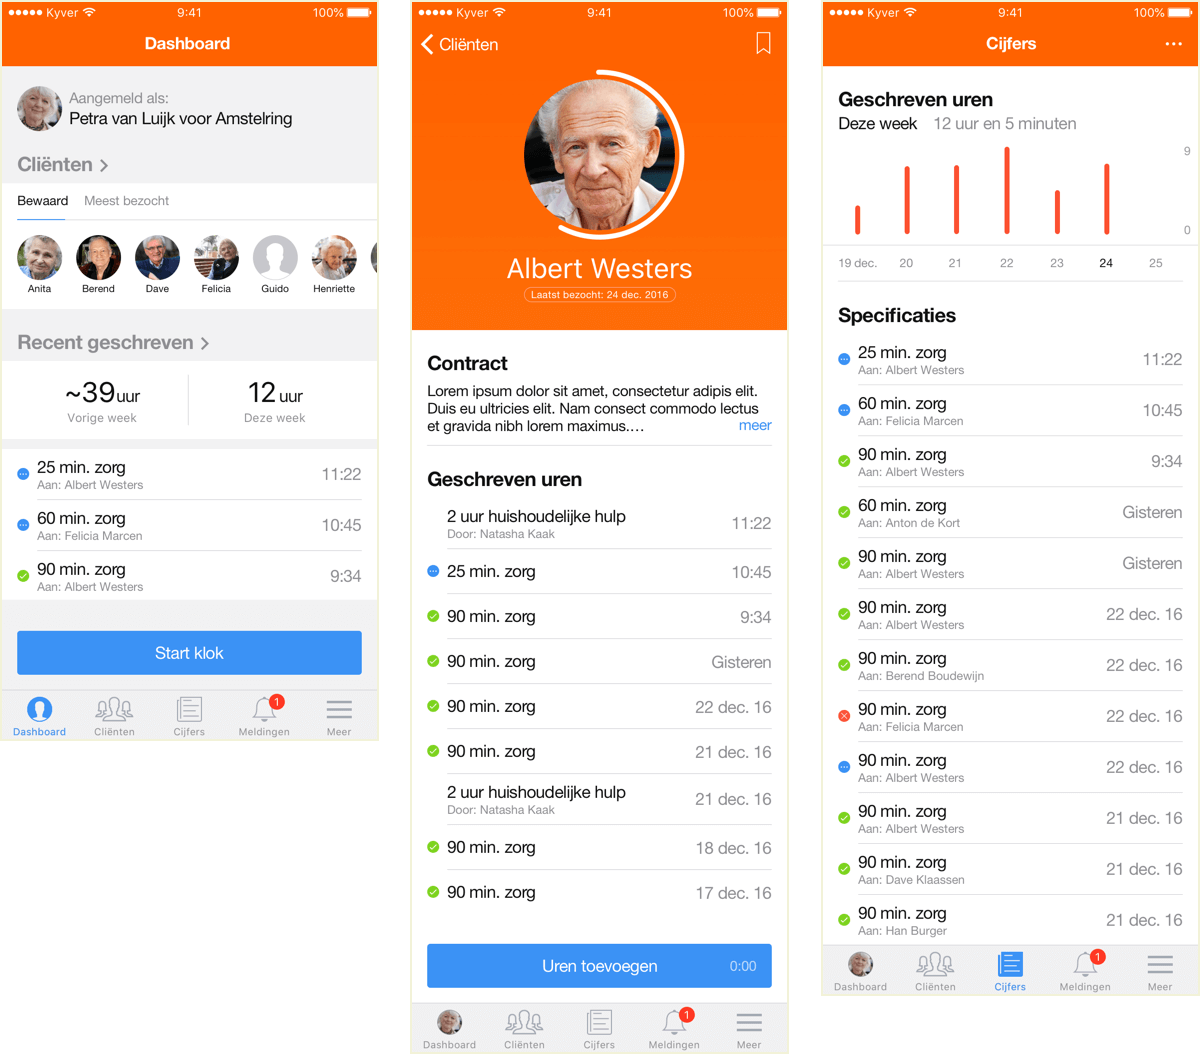 Kyver
9:41
100%
Dashboard
Aangemeld als:
Petra van Luijk voor Amstelring
Cliënten
Bewaard
Meest bezocht
Anita
Berend
Dave
Felicia
Guido
Henriette
Recent geschreven
~39 uur
Vorige week
12 uur
Deze week
25 min. zorg
Aan: Albert Westers
11:22
60 min. zorg
Aan: Felicia Marcen
10:45
90 min. zorg
Aan: Albert Westers
9:34
Start klok
1
Dashboard
Cliënten
Cijfers
Meldingen
Meer
Kyver
9:41
100%
Cliënten
Albert Westers
Laatst bezocht: 24 dec. 2016
Contract
Lorem ipsum dolor sit amet, consectetur adipis elit.
Duis eu ultricies elit. Nam consect commodo lectus
et gravida nibh lorem maximus.…
meer
Geschreven uren
2 uur huishoudelijke hulp
Door: Natasha Kaak
11:22
25 min. zorg
10:45
90 min. zorg
9:34
90 min. zorg
Gisteren
90 min. zorg
22 dec. 16
90 min. zorg
21 dec. 16
2 uur huishoudelijke hulp
Door: Natasha Kaak
21 dec. 16
90 min. zorg
18 dec. 16
90 min. zorg
17 dec. 16
Uren toevoegen
0:00
1
Dashboard
Cliënten
Cijfers
Meldingen
Meer
Kyver
9:41
100%
Cijfers
Geschreven uren
Deze week
12 uur en 5 minuten
9
0
19 dec.
20
21
22
23
24
25
Specificaties
25 min. zorg
Aan: Albert Westers
11:22
60 min. zorg
Aan: Felicia Marcen
10:45
90 min. zorg
Aan: Albert Westers
9:34
60 min. zorg
Aan: Anton de Kort
Gisteren
90 min. zorg
Aan: Albert Westers
Gisteren
90 min. zorg
Aan: Albert Westers
22 dec. 16
90 min. zorg
Aan: Berend Boudewijn
22 dec. 16
90 min. zorg
Aan: Felicia Marcen
22 dec. 16
90 min. zorg
Aan: Albert Westers
22 dec. 16
90 min. zorg
Aan: Albert Westers
21 dec. 16
90 min. zorg
Aan: Dave Klaassen
21 dec. 16
90 min. zorg
Aan: Han Burger
21 dec. 16
1
Dashboard
Cliënten
Cijfers
Meldingen
Meer